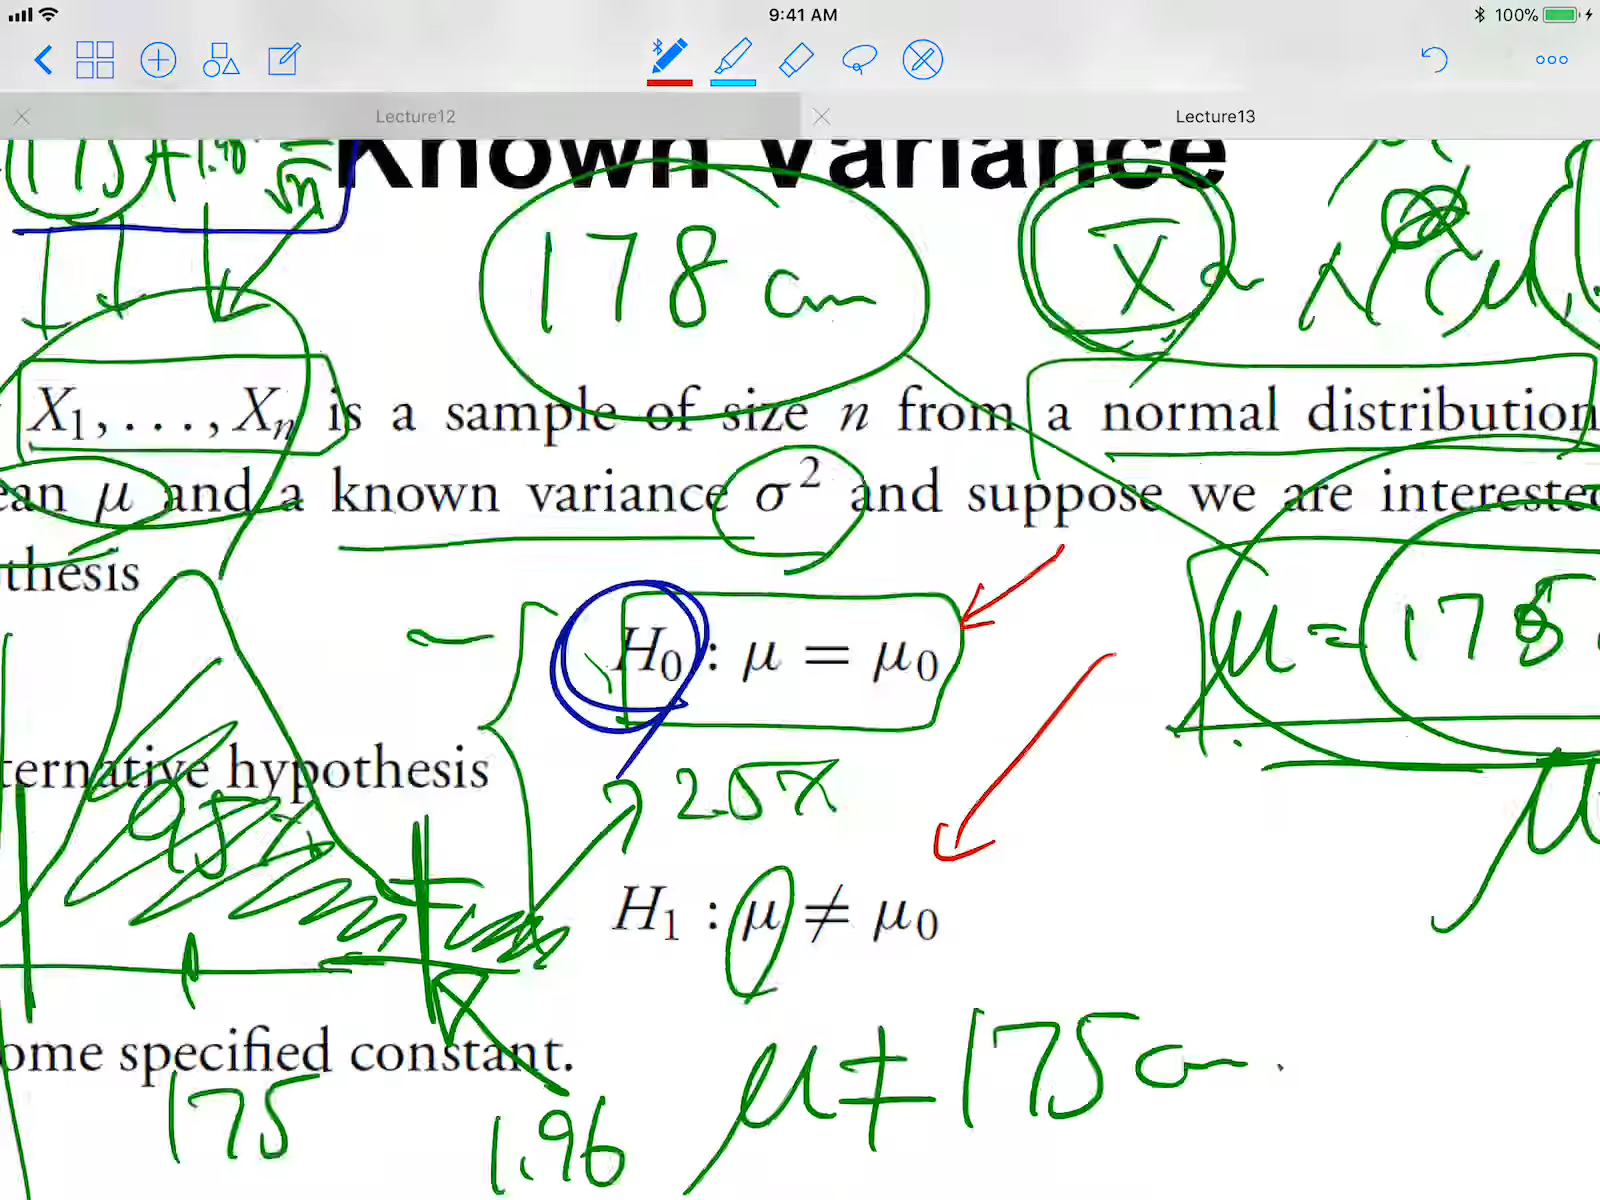 9:41 AM
100%
Lecture12
Lecture13
Known Variance
178 cm
X̄
X₁, . . . , Xₙ is a sample of size n from a normal distribution
ean μ and a known variance σ² and suppose we are interested
thesis
H₀ : μ = μ₀
μ =
ternative hypothesis
95%
2.5%
H₁ : μ ≠ μ₀
ome specified constant.
175
1.96
μ ≠ 175 cm.